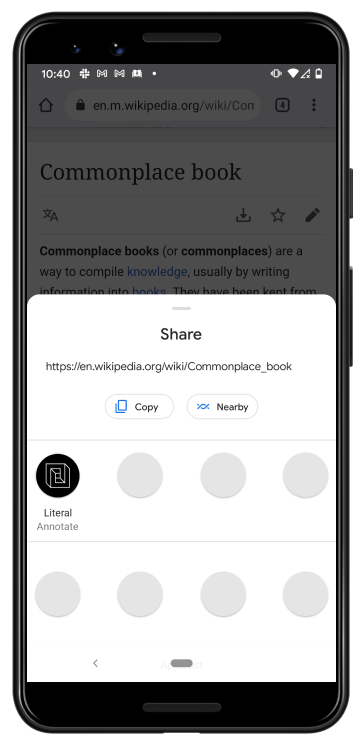 10:40
en.m.wikipedia.org/wiki/Con
4
Commonplace book
Commonplace books (or commonplaces) are a
way to compile knowledge, usually by writing
information into books. They have been kept from
Share
https://en.wikipedia.org/wiki/Commonplace_book
Copy
Nearby
Literal
Annotate